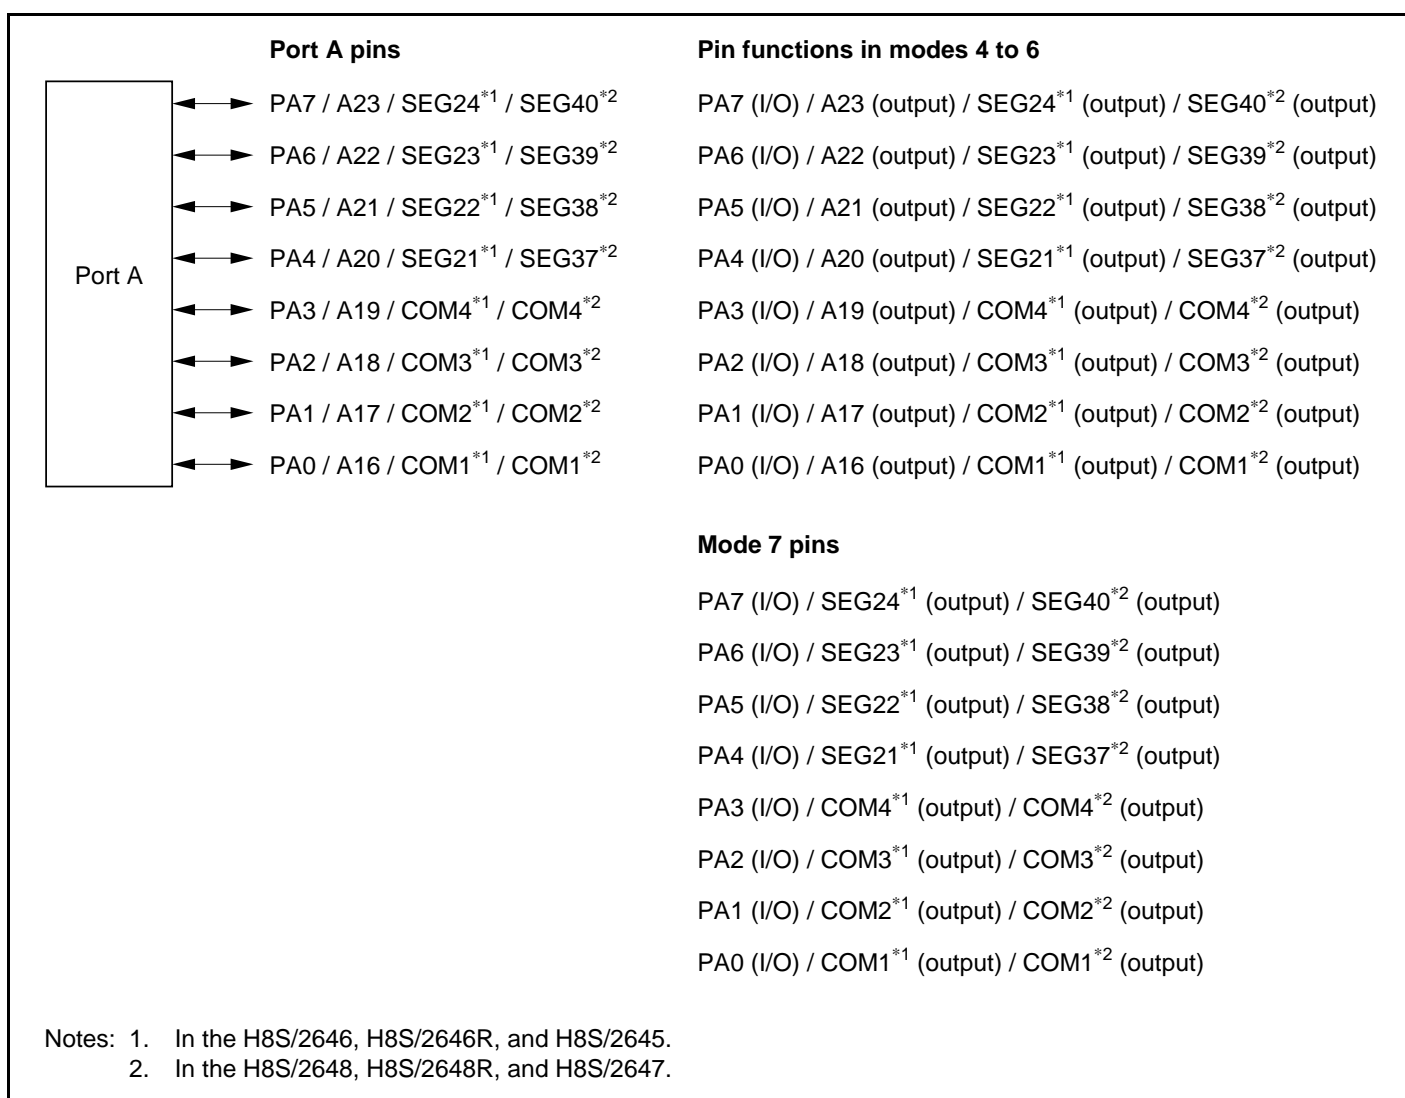 Port A pins
Pin functions in modes 4 to 6
Port A
PA7 / A23 / SEG24*1 / SEG40*2
PA7 (I/O) / A23 (output) / SEG24*1 (output) / SEG40*2 (output)
PA6 / A22 / SEG23*1 / SEG39*2
PA6 (I/O) / A22 (output) / SEG23*1 (output) / SEG39*2 (output)
PA5 / A21 / SEG22*1 / SEG38*2
PA5 (I/O) / A21 (output) / SEG22*1 (output) / SEG38*2 (output)
PA4 / A20 / SEG21*1 / SEG37*2
PA4 (I/O) / A20 (output) / SEG21*1 (output) / SEG37*2 (output)
PA3 / A19 / COM4*1 / COM4*2
PA3 (I/O) / A19 (output) / COM4*1 (output) / COM4*2 (output)
PA2 / A18 / COM3*1 / COM3*2
PA2 (I/O) / A18 (output) / COM3*1 (output) / COM3*2 (output)
PA1 / A17 / COM2*1 / COM2*2
PA1 (I/O) / A17 (output) / COM2*1 (output) / COM2*2 (output)
PA0 / A16 / COM1*1 / COM1*2
PA0 (I/O) / A16 (output) / COM1*1 (output) / COM1*2 (output)
Mode 7 pins
PA7 (I/O) / SEG24*1 (output) / SEG40*2 (output)
PA6 (I/O) / SEG23*1 (output) / SEG39*2 (output)
PA5 (I/O) / SEG22*1 (output) / SEG38*2 (output)
PA4 (I/O) / SEG21*1 (output) / SEG37*2 (output)
PA3 (I/O) / COM4*1 (output) / COM4*2 (output)
PA2 (I/O) / COM3*1 (output) / COM3*2 (output)
PA1 (I/O) / COM2*1 (output) / COM2*2 (output)
PA0 (I/O) / COM1*1 (output) / COM1*2 (output)
Notes: 1. In the H8S/2646, H8S/2646R, and H8S/2645.
2. In the H8S/2648, H8S/2648R, and H8S/2647.